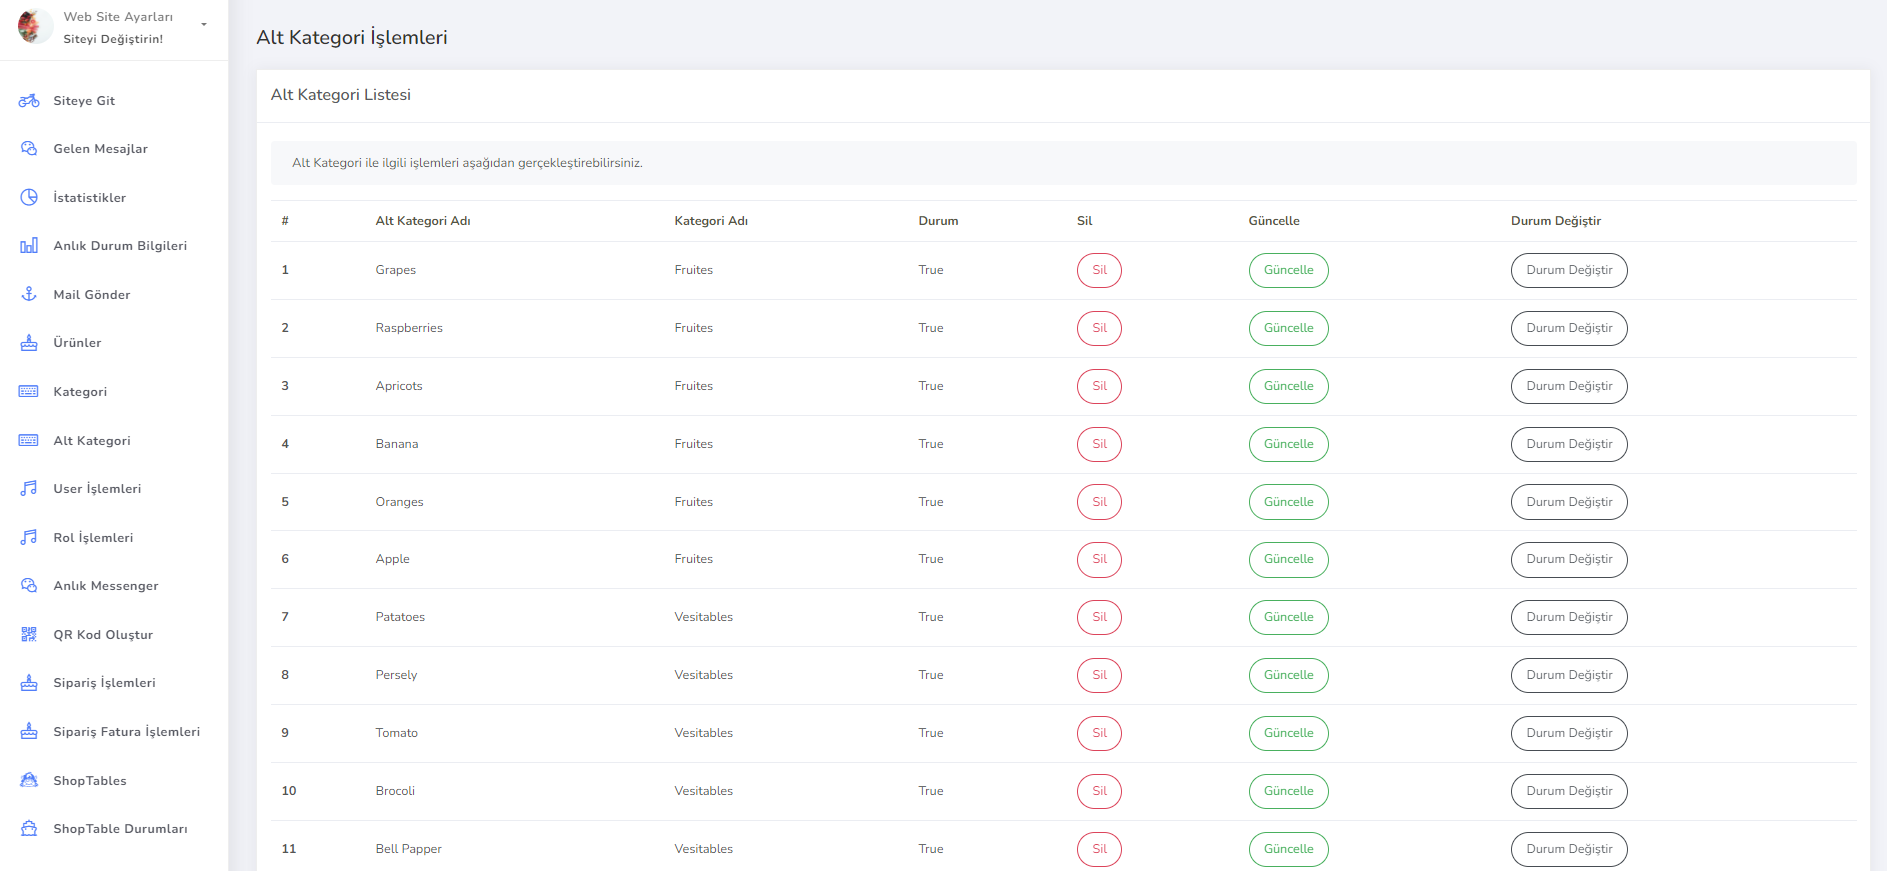 Web Site Ayarları
Siteyi Değiştirin!
Siteye Git
Gelen Mesajlar
İstatistikler
Anlık Durum Bilgileri
Mail Gönder
Ürünler
Kategori
Alt Kategori
User İşlemleri
Rol İşlemleri
Anlık Messenger
QR Kod Oluştur
Sipariş İşlemleri
Sipariş Fatura İşlemleri
ShopTables
ShopTable Durumları
Alt Kategori İşlemleri
Alt Kategori Listesi
Alt Kategori ile ilgili işlemleri aşağıdan gerçekleştirebilirsiniz.
# Alt Kategori Adı Kategori Adı Durum Sil Güncelle Durum Değiştir
1 Grapes Fruites True Sil Güncelle Durum Değiştir
2 Raspberries Fruites True Sil Güncelle Durum Değiştir
3 Apricots Fruites True Sil Güncelle Durum Değiştir
4 Banana Fruites True Sil Güncelle Durum Değiştir
5 Oranges Fruites True Sil Güncelle Durum Değiştir
6 Apple Fruites True Sil Güncelle Durum Değiştir
7 Patatoes Vesitables True Sil Güncelle Durum Değiştir
8 Persely Vesitables True Sil Güncelle Durum Değiştir
9 Tomato Vesitables True Sil Güncelle Durum Değiştir
10 Brocoli Vesitables True Sil Güncelle Durum Değiştir
11 Bell Papper Vesitables True Sil Güncelle Durum Değiştir